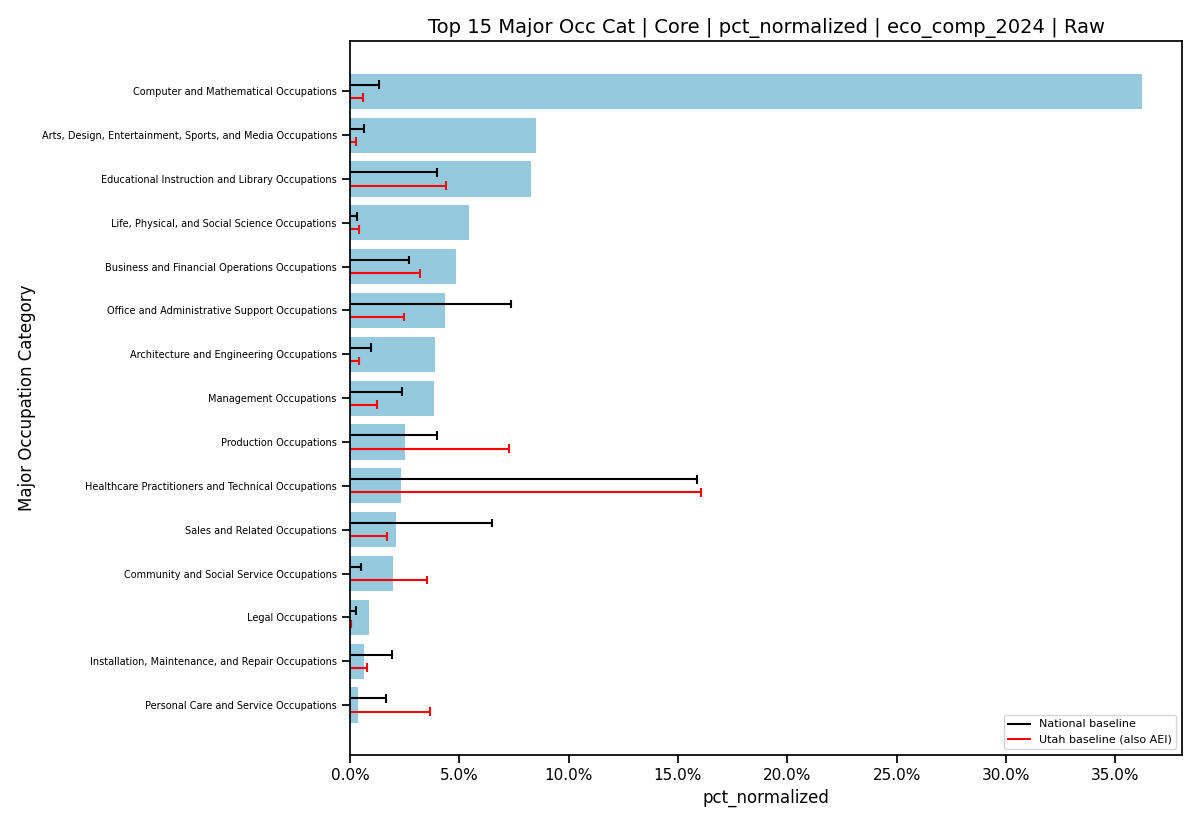 Top 15 Major Occ Cat | Core | pct_normalized | eco_comp_2024 | Raw
Major Occupation Category
Computer and Mathematical Occupations
Arts, Design, Entertainment, Sports, and Media Occupations
Educational Instruction and Library Occupations
Life, Physical, and Social Science Occupations
Business and Financial Operations Occupations
Office and Administrative Support Occupations
Architecture and Engineering Occupations
Management Occupations
Production Occupations
Healthcare Practitioners and Technical Occupations
Sales and Related Occupations
Community and Social Service Occupations
Legal Occupations
Installation, Maintenance, and Repair Occupations
Personal Care and Service Occupations
National baseline
Utah baseline (also AEI)
0.0% 5.0% 10.0% 15.0% 20.0% 25.0% 30.0% 35.0%
pct_normalized